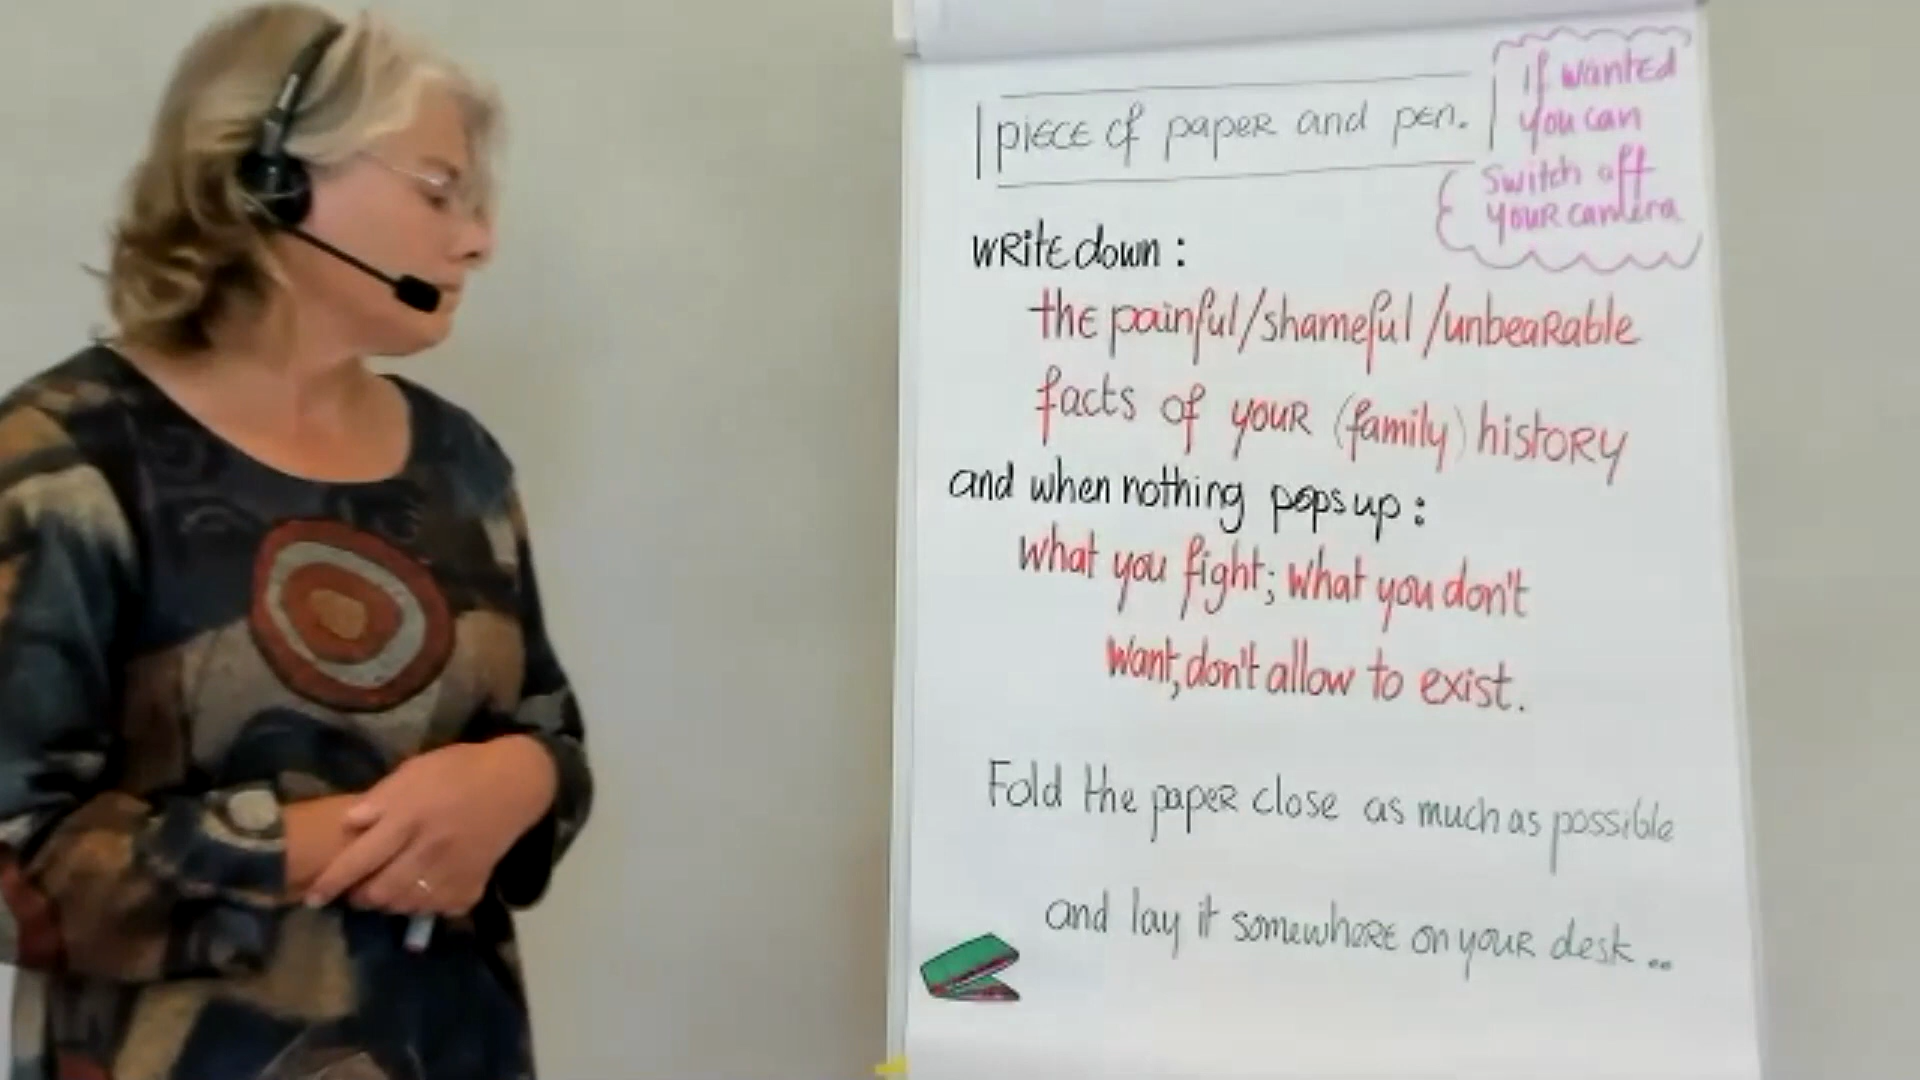 piece of paper and pen.
If wanted
you can
switch off
your camera
write down:
the painful/shameful/unbearable
facts of your (family) history
and when nothing pops up:
what you fight; what you don't
want, don't allow to exist.
Fold the paper close as much as possible
and lay it somewhere on your desk..